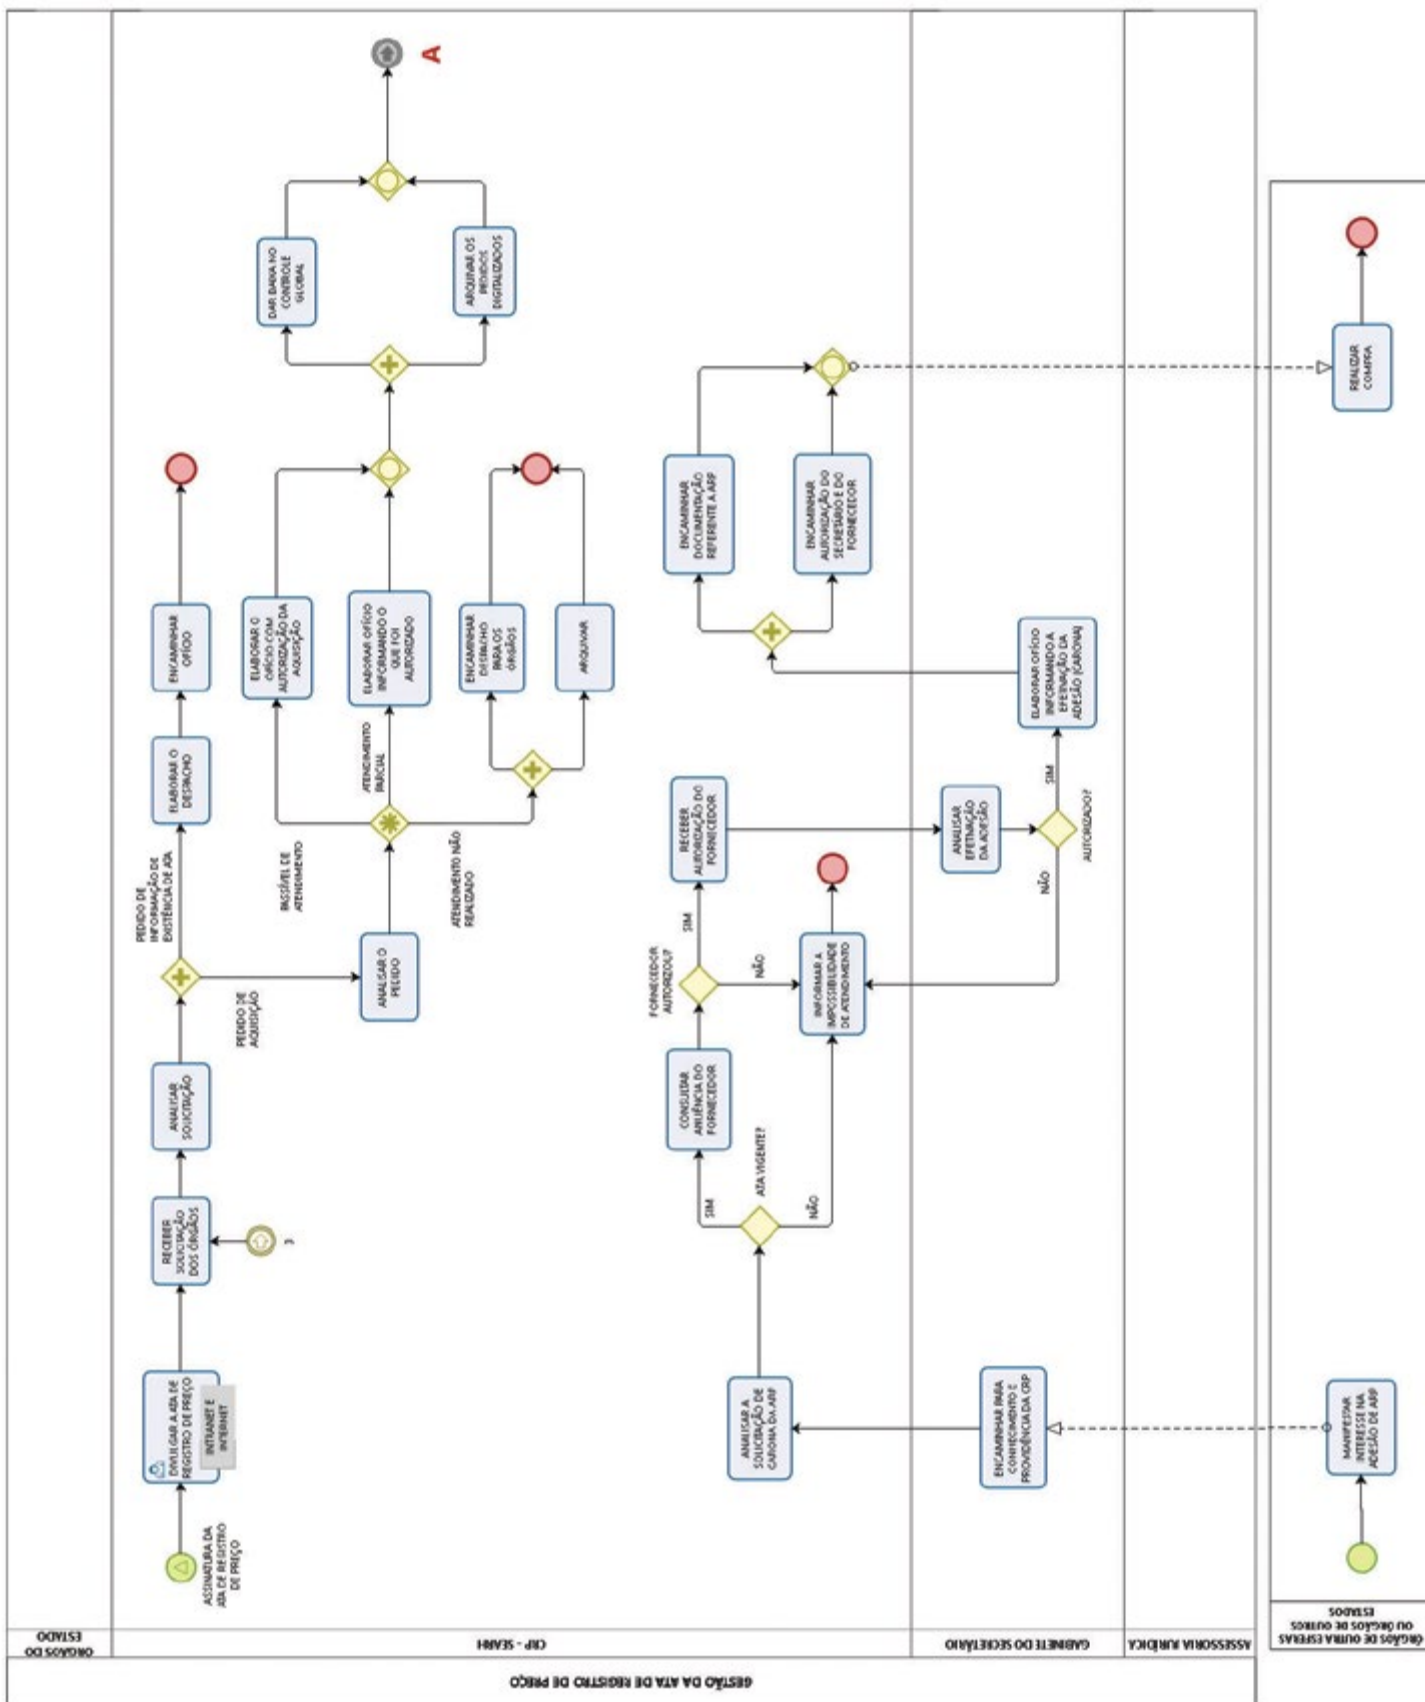 GESTÃO DA ATA DE REGISTRO DE PREÇO
ÓRGÃOS DO
ESTADO
CRP - SEARH
GABINETE DO SECRETÁRIO
ASSESSORIA JURÍDICA
ÓRGÃOS DE OUTRA ESFERAS
OU ÓRGÃOS DE OUTROS
ESTADOS
ASSINATURA DA
ATA DE REGISTRO
DE PREÇO
DIVULGAR A ATA DE
REGISTRO DE PREÇO
INTRANET E
INTERNET
RECEBER
SOLICITAÇÃO
DOS ÓRGÃOS
ANALISAR
SOLICITAÇÃO
PEDIDO DE
INFORMAÇÃO DE
EXISTÊNCIA DE ATA
ELABORAR O
DESPACHO
ENCAMINHAR
OFÍCIO
PEDIDO DE
AQUISIÇÃO
ANALISAR O
PEDIDO
PASSÍVEL DE
ATENDIMENTO
ELABORAR O
OFÍCIO COM
AUTORIZAÇÃO DA
AQUISIÇÃO
ATENDIMENTO
PARCIAL
ELABORAR OFÍCIO
INFORMANDO O
QUE FOI
AUTORIZADO
ATENDIMENTO NÃO
REALIZADO
ENCAMINHAR
DESPACHO
PARA OS
ÓRGÃOS
ARQUIVAR
DAR BAIXA NO
CONTROLE
GLOBAL
ARQUIVAR OS
PEDIDOS
DIGITALIZADOS
A
ANALISAR A
SOLICITAÇÃO DE
CARONA DA ARP
ATA VIGENTE?
SIM
NÃO
CONSULTAR
ANUÊNCIA DO
FORNECEDOR
FORNECEDOR
AUTORIZOU?
SIM
NÃO
RECEBER
AUTORIZAÇÃO DO
FORNECEDOR
INFORMAR A
IMPOSSIBILIDADE
DE ATENDIMENTO
ENCAMINHAR
DOCUMENTAÇÃO
REFERENTE A ARP
ENCAMINHAR
AUTORIZAÇÃO DO
SECRETÁRIO E DO
FORNECEDOR
ENCAMINHAR PARA
CONHECIMENTO E
PROVIDÊNCIA DA CRP
ANALISAR
EFETIVAÇÃO
DA ADESÃO
AUTORIZADO?
NÃO
SIM
ELABORAR OFÍCIO
INFORMANDO A
EFETIVAÇÃO DA
ADESÃO (CARONA)
MANIFESTAR
INTERESSE NA
ADESÃO DE ARP
REALIZAR
COMPRA